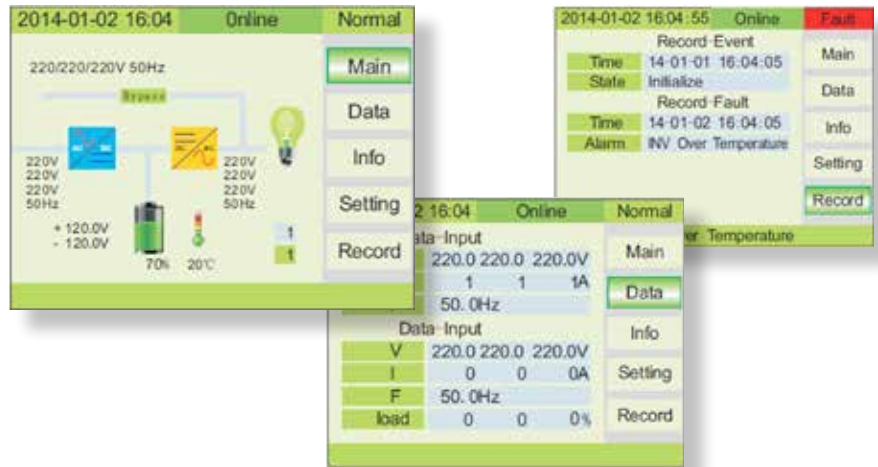 2014-01-02 16:04 Online Normal
220/220/220V 50Hz
Bypass
220V
220V
220V
50Hz
220V
220V
220V
50Hz
+ 120.0V
- 120.0V
70% 20℃
1
1
Main
Data
Info
Setting
Record
2014-01-02 16:04:55 Online Fault
Record-Event
Time 14-01-01 16:04:05
State Initialize
Record-Fault
Time 14-01-02 16:04:05
Alarm INV Over Temperature
Main
Data
Info
Setting
Record
Temperature
2 16:04 Online Normal
Input
220.0 220.0 220.0V
1 1 1A
50.0Hz
Data-Input
V 220.0 220.0 220.0V
I 0 0 0A
F 50.0Hz
load 0 0 0%
Main
Data
Info
Setting
Record